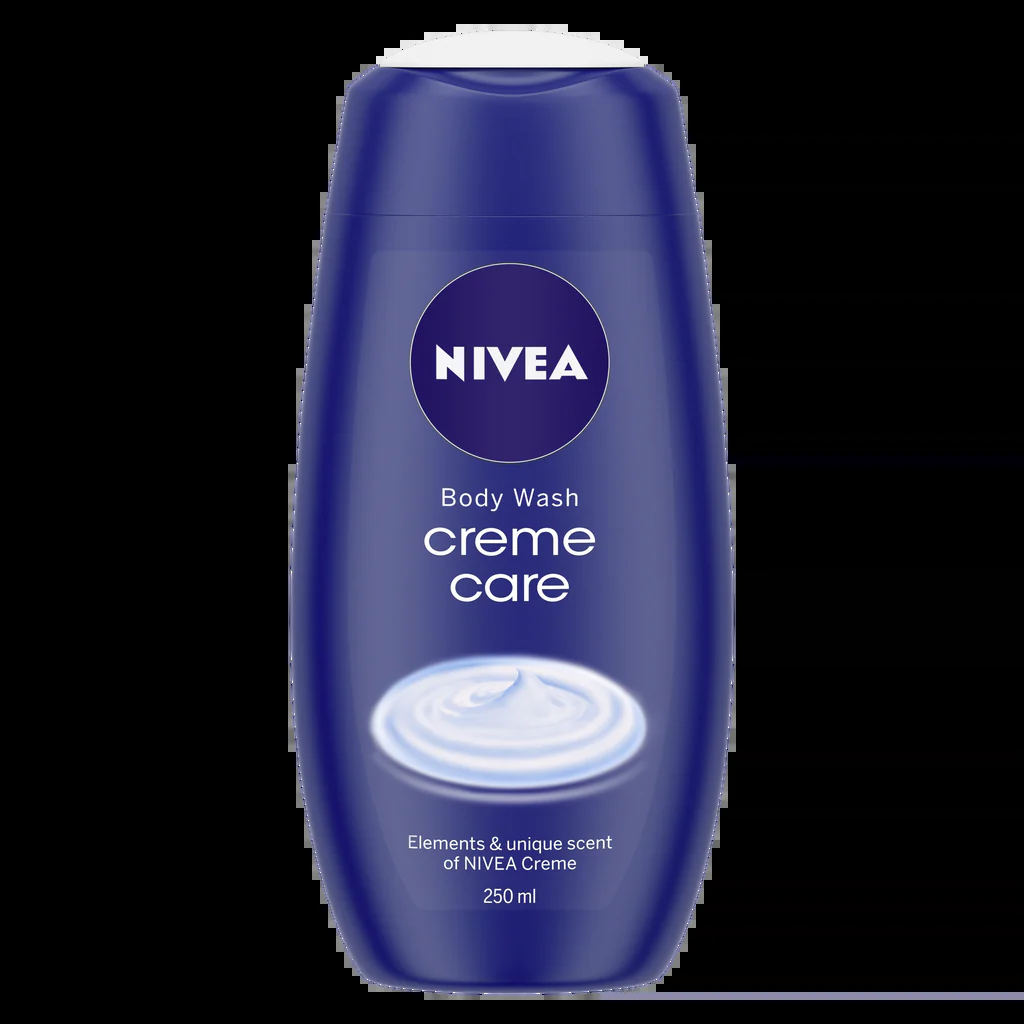 NIVEA
Body Wash
creme
care
Elements & unique scent
of NIVEA Creme
250 ml